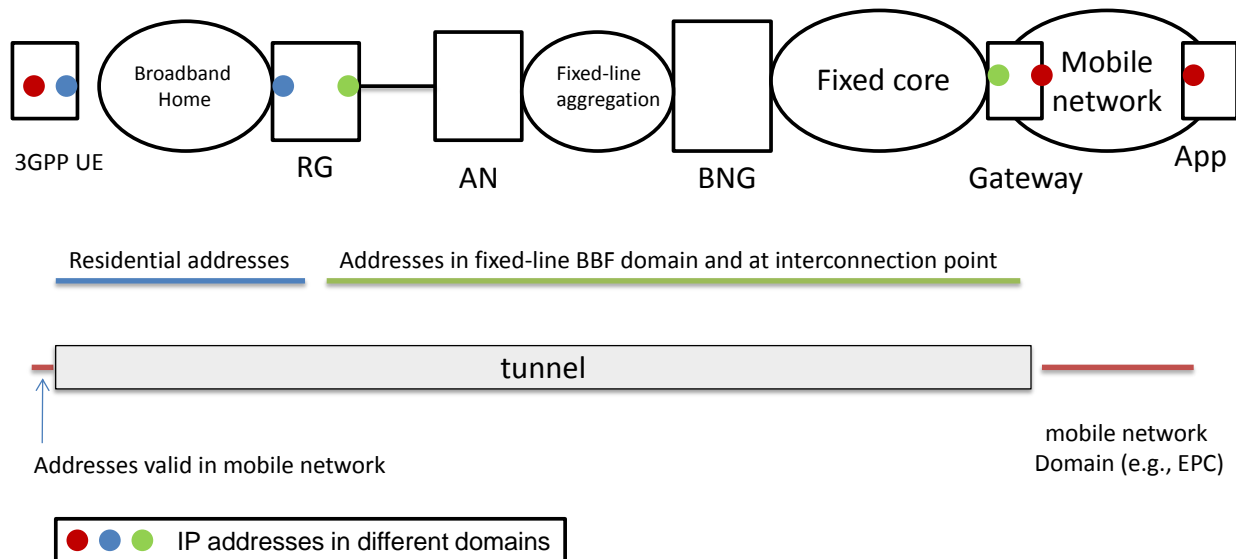 Broadband
Home
Fixed-line
aggregation
Fixed core
Mobile
network
3GPP UE
RG
AN
BNG
Gateway
App
Residential addresses
Addresses in fixed-line BBF domain and at interconnection point
tunnel
Addresses valid in mobile network
mobile network
Domain (e.g., EPC)
IP addresses in different domains